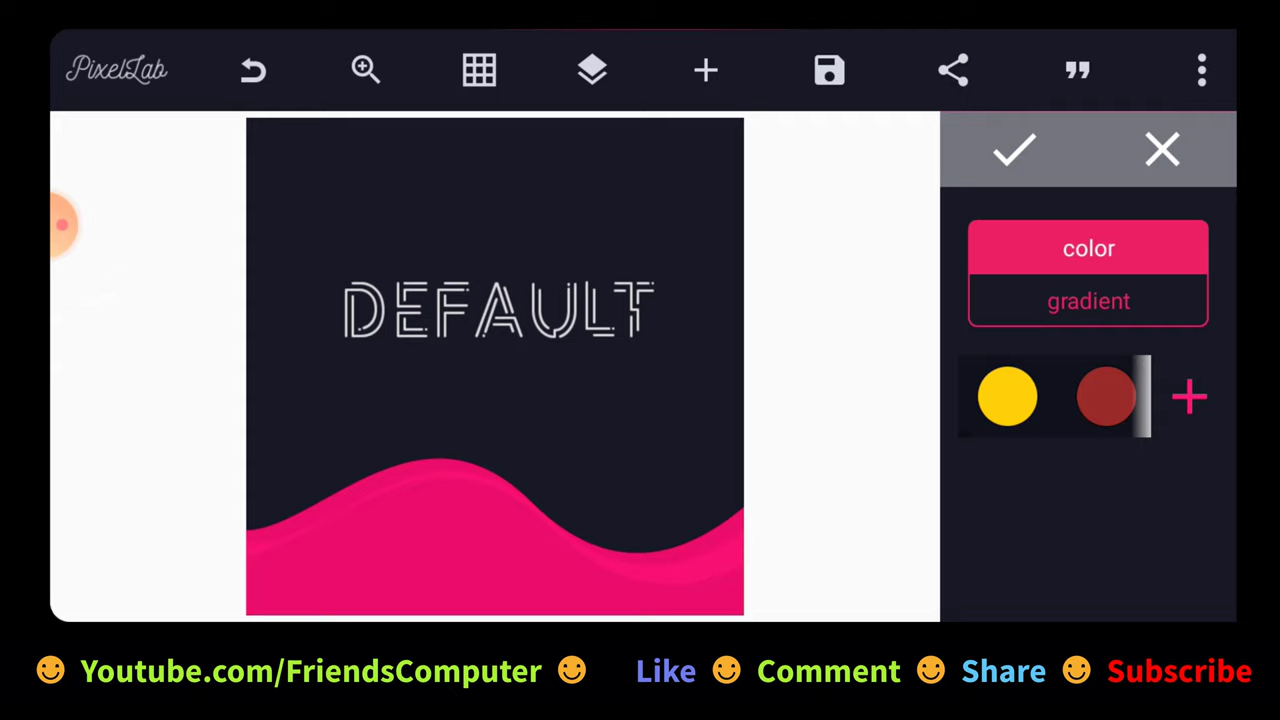 PixelLab
color
DEFAULT
gradient
Youtube.com/FriendsComputer Like Comment Share Subscribe